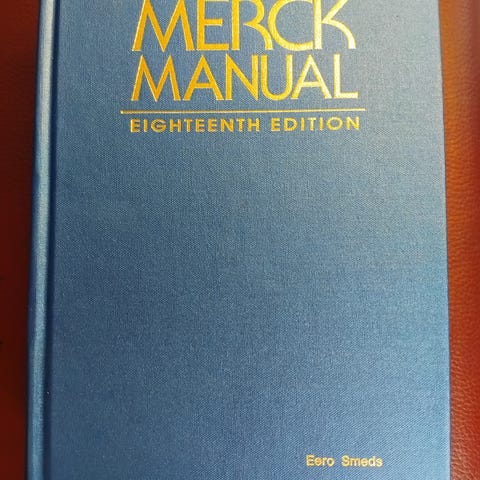 MERCK
MANUAL
EIGHTEENTH EDITION
Eero Smeds